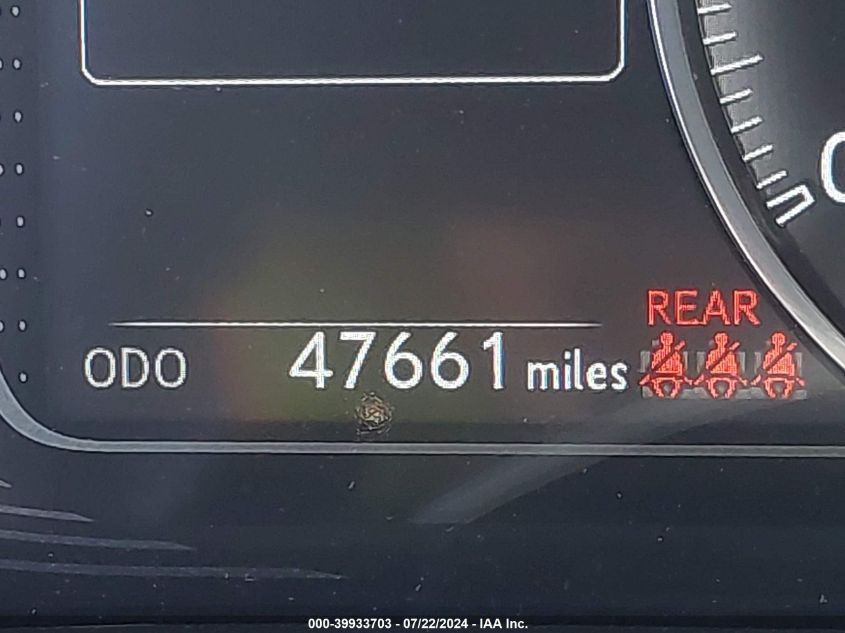 REAR
ODO 47661 miles
000-39933703 - 07/22/2024 - IAA Inc.